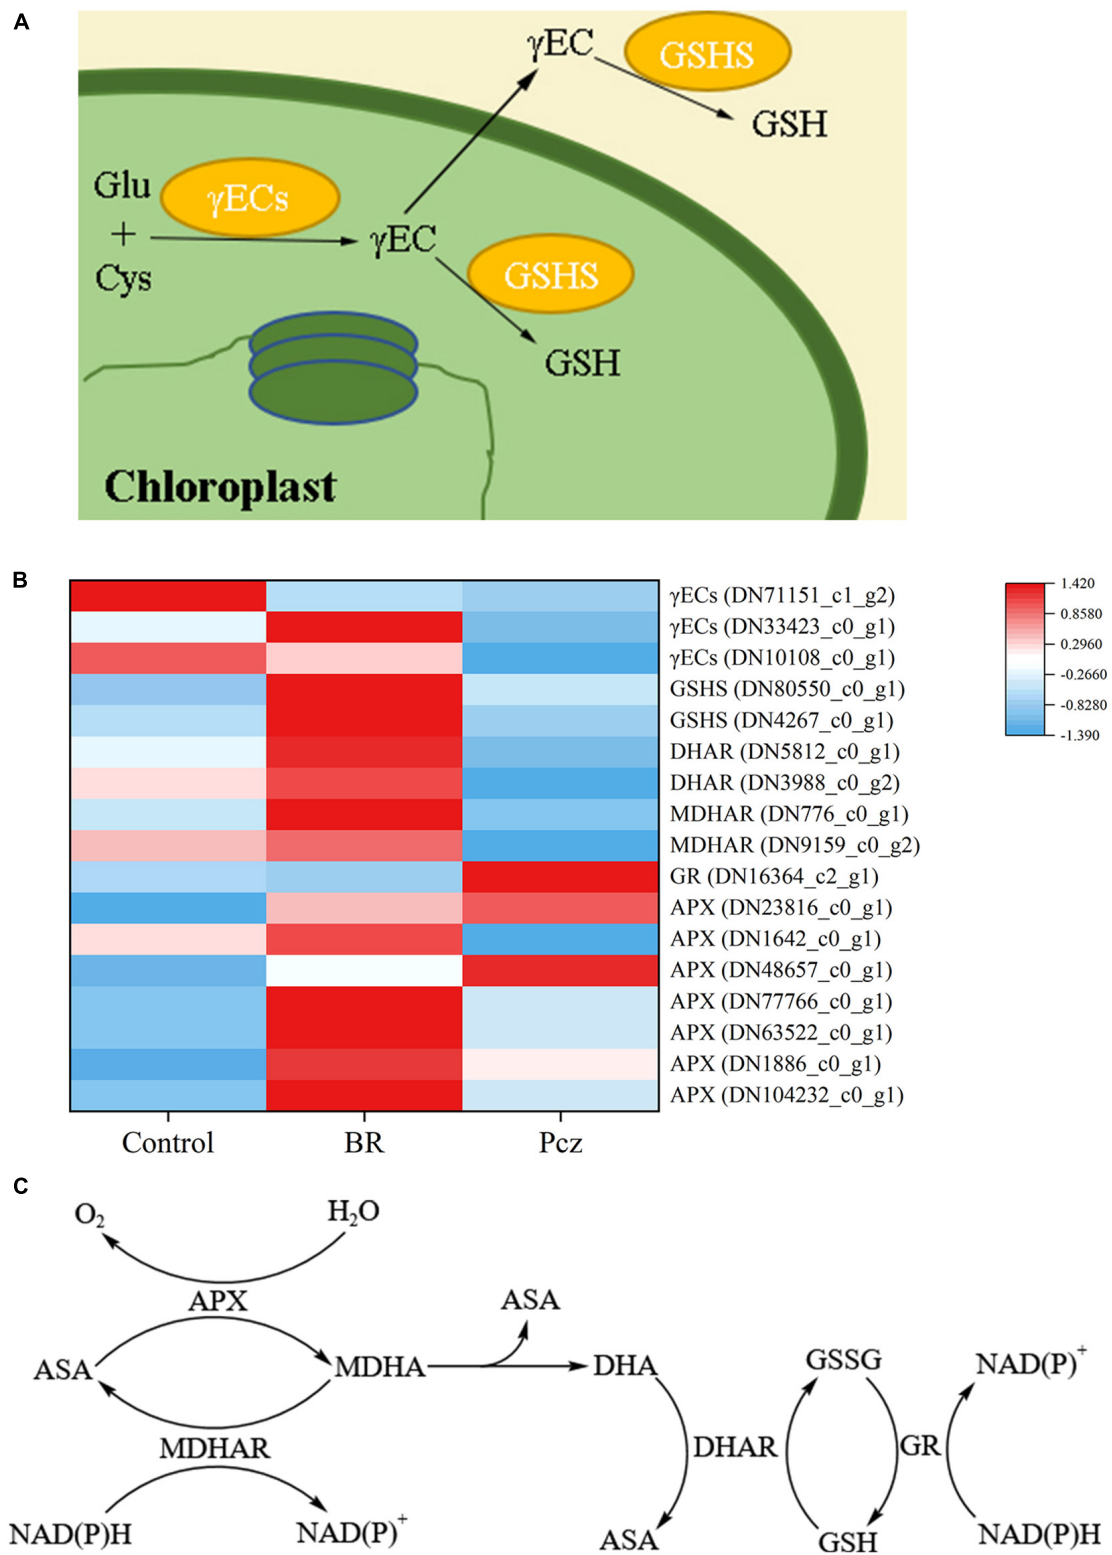 A
γEC
GSHS
GSH
Glu
γECs
+
γEC
Cys
GSHS
GSH
Chloroplast
B
γECs (DN71151_c1_g2)
γECs (DN33423_c0_g1)
γECs (DN10108_c0_g1)
GSHS (DN80550_c0_g1)
GSHS (DN4267_c0_g1)
DHAR (DN5812_c0_g1)
DHAR (DN3988_c0_g2)
MDHAR (DN776_c0_g1)
MDHAR (DN9159_c0_g2)
GR (DN16364_c2_g1)
APX (DN23816_c0_g1)
APX (DN1642_c0_g1)
APX (DN48657_c0_g1)
APX (DN77766_c0_g1)
APX (DN63522_c0_g1)
APX (DN1886_c0_g1)
APX (DN104232_c0_g1)
1.420
0.8580
0.2960
-0.2660
-0.8280
-1.390
Control BR Pcz
C
O₂ H₂O
APX
ASA
ASA MDHA DHA GSSG NAD(P)⁺
MDHAR DHAR GR
NAD(P)H NAD(P)⁺ ASA GSH NAD(P)H